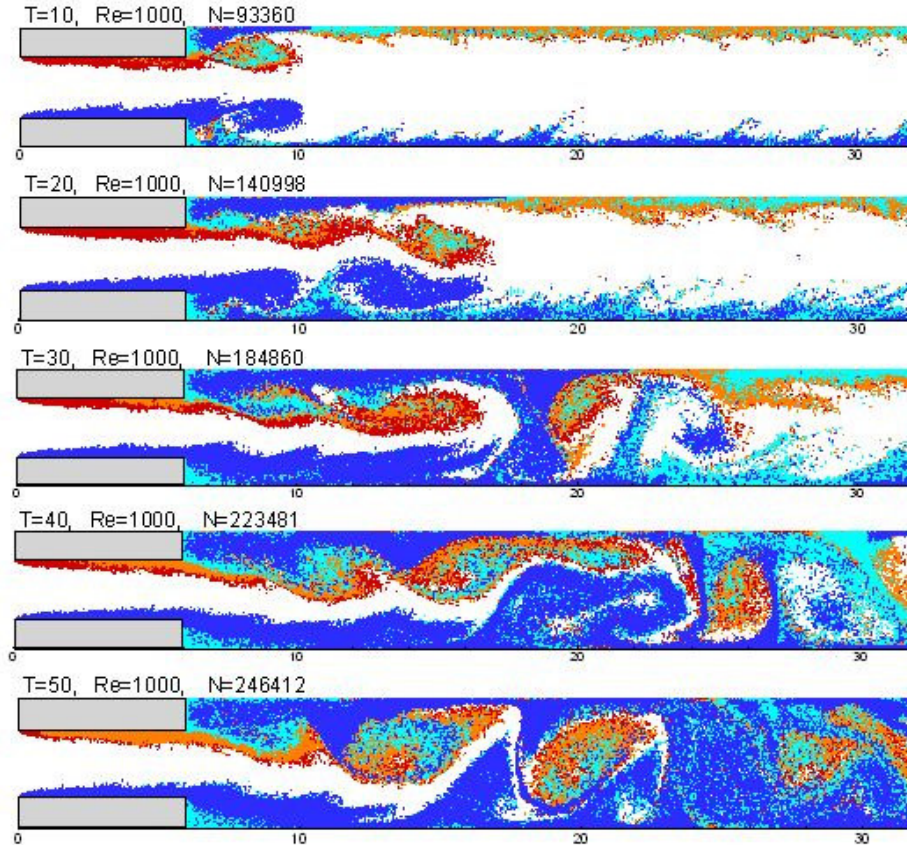 T=10, Re=1000, N=93360
0 10 20 30
T=20, Re=1000, N=140998
0 10 20 30
T=30, Re=1000, N=184860
0 10 20 30
T=40, Re=1000, N=223481
0 10 20 30
T=50, Re=1000, N=246412
0 10 20 30